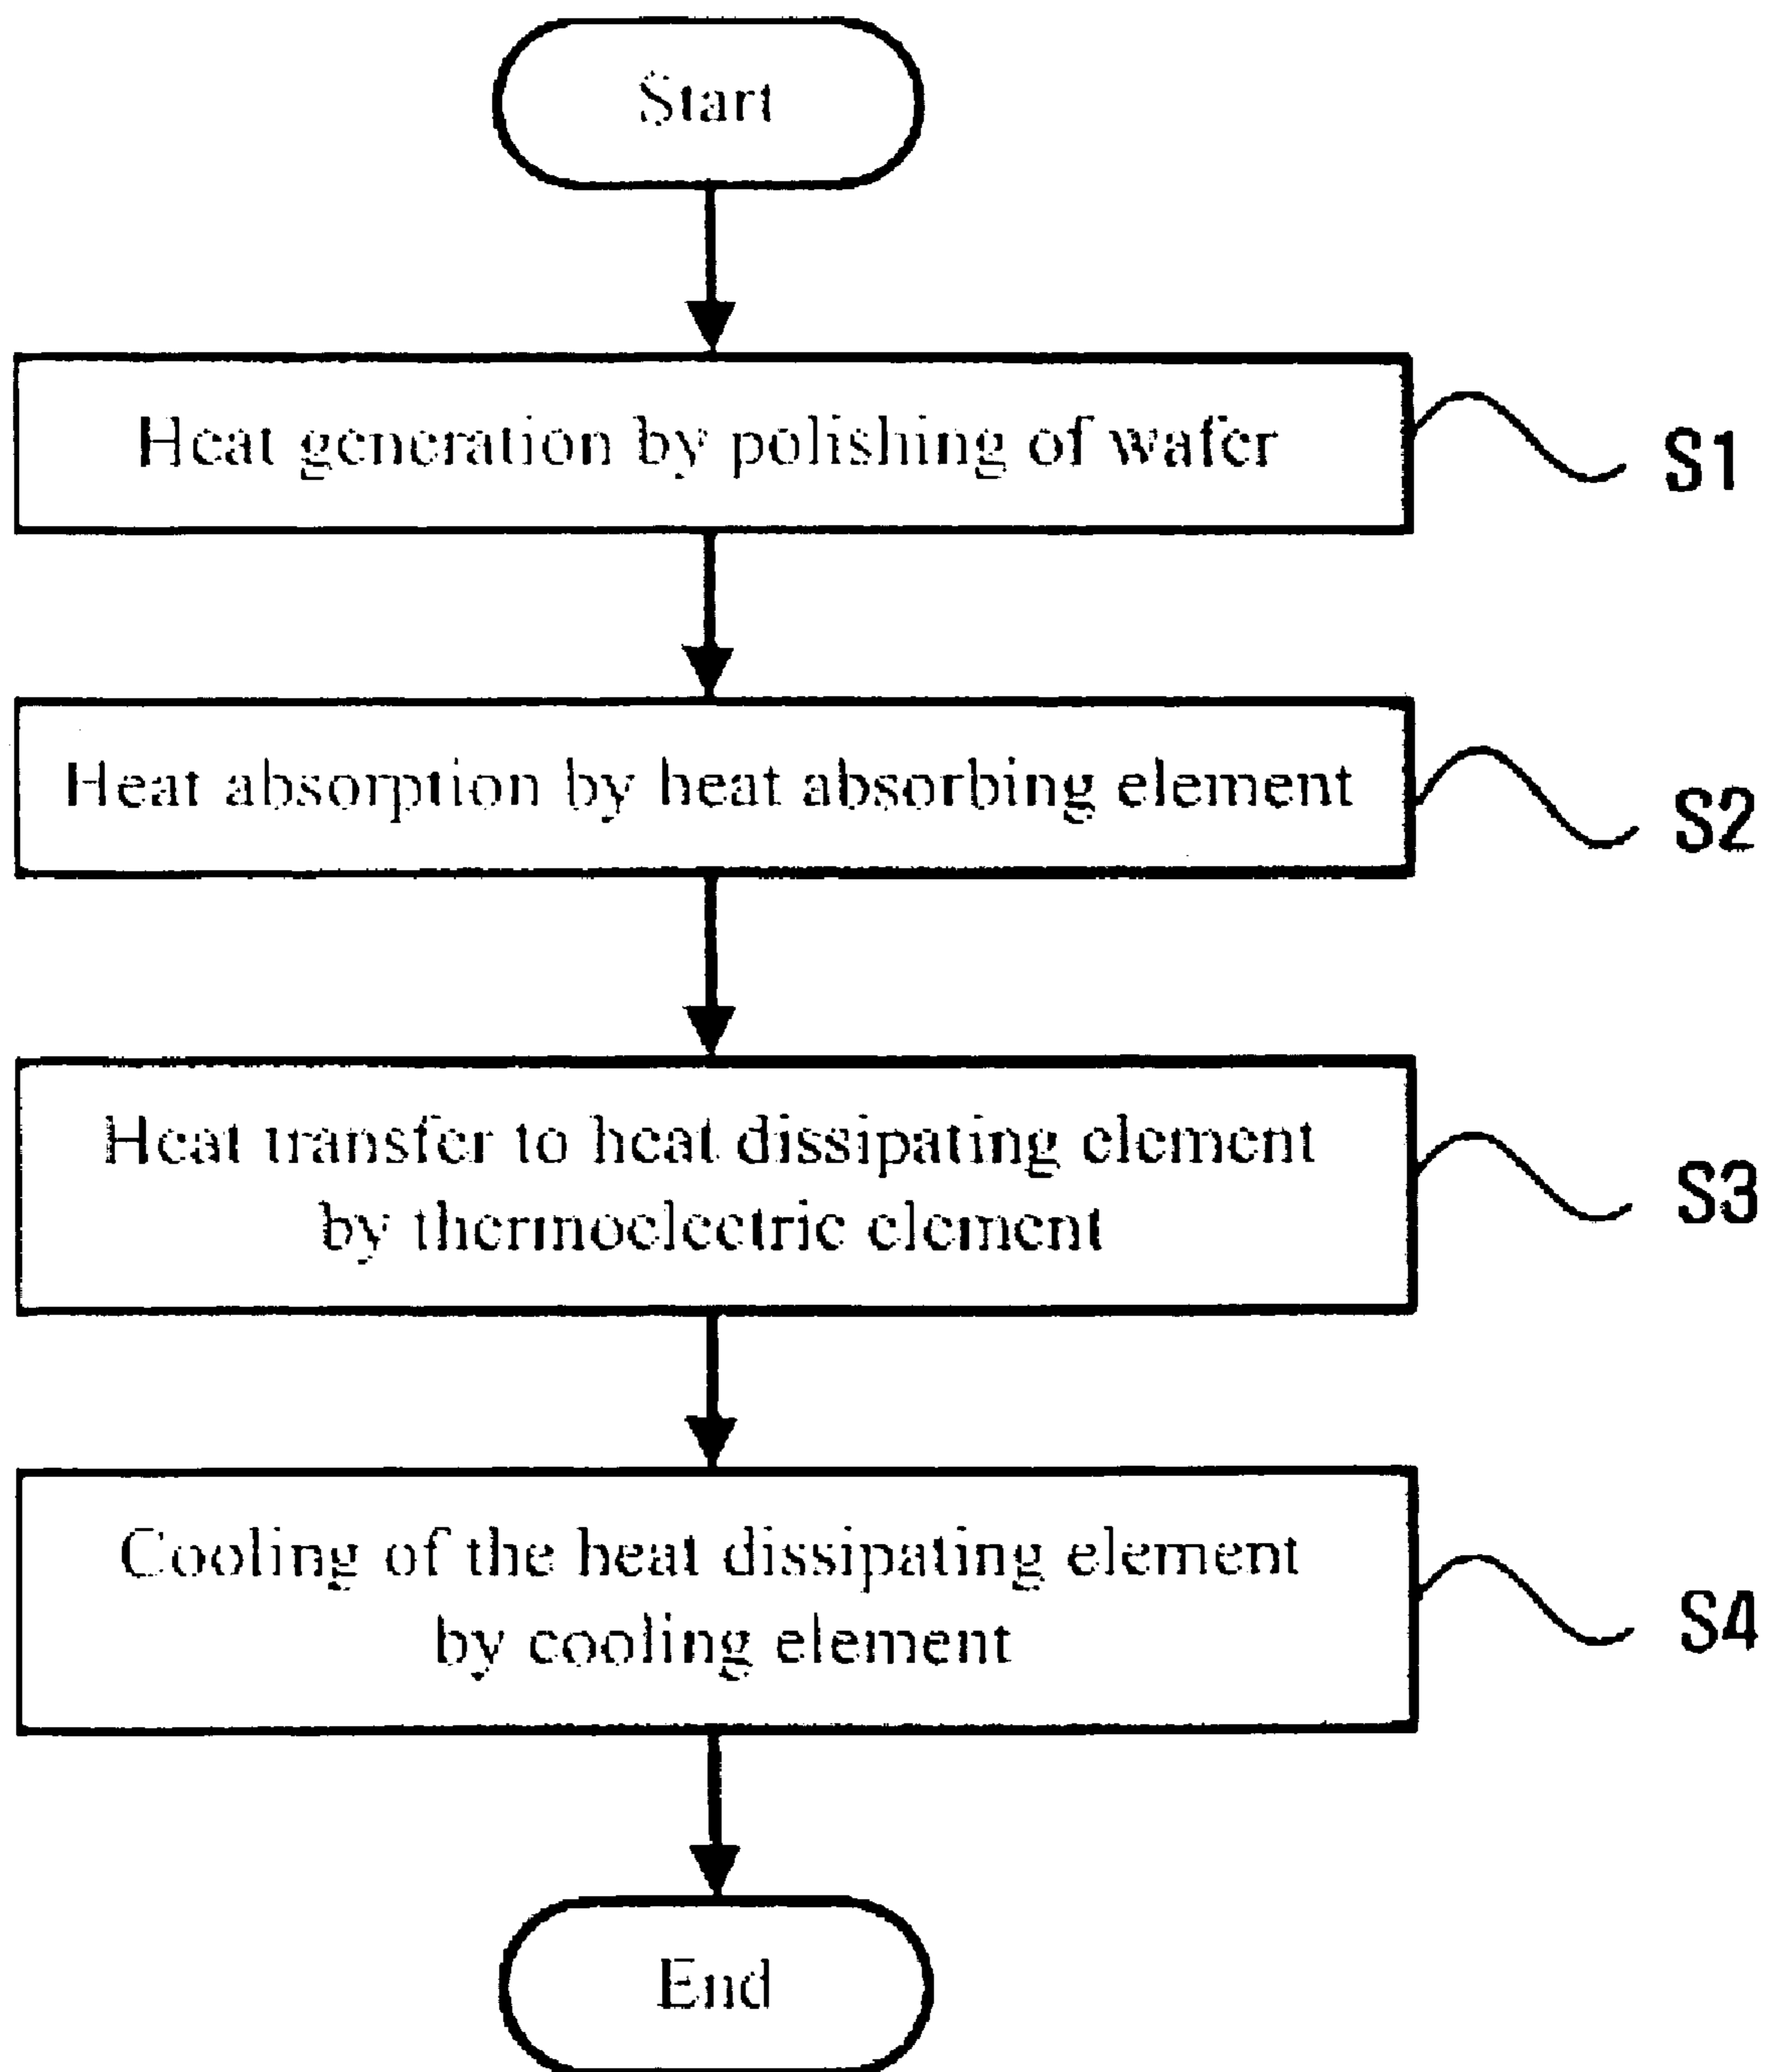 Start
Heat generation by polishing of wafer
S1
Heat absorption by heat absorbing element
S2
Heat transfer to heat dissipating element
by thermoelectric element
S3
Cooling of the heat dissipating element
by cooling element
S4
End